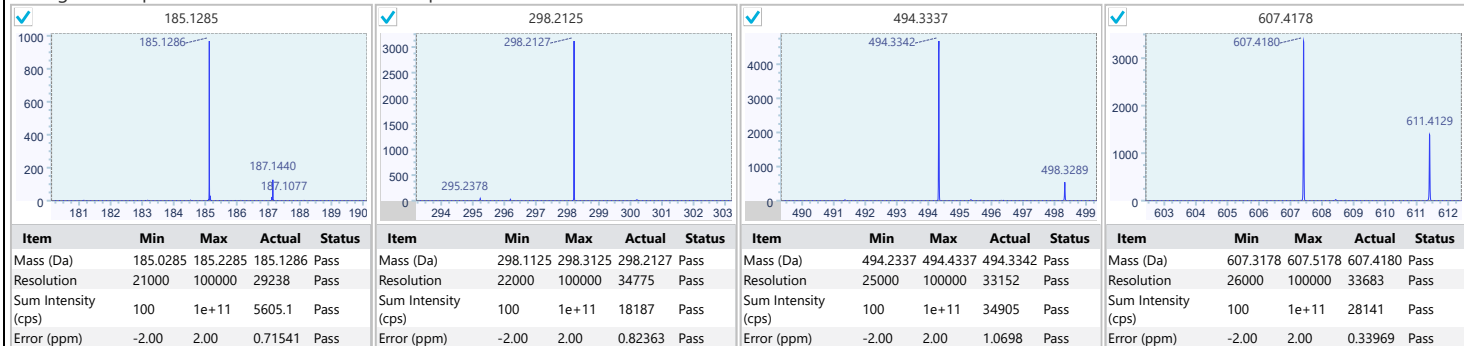 185.1285
1000
800
600
400
200
0
185.1286
187.1440
187.1077
181 182 183 184 185 186 187 188 189 190
Item Min Max Actual Status
Mass (Da) 185.0285 185.2285 185.1286 Pass
Resolution 21000 100000 29238 Pass
Sum Intensity (cps) 100 1e+11 5605.1 Pass
Error (ppm) -2.00 2.00 0.71541 Pass
298.2125
3000
2500
2000
1500
1000
500
0
298.2127
295.2378
294 295 296 297 298 299 300 301 302 303
Item Min Max Actual Status
Mass (Da) 298.1125 298.3125 298.2127 Pass
Resolution 22000 100000 34775 Pass
Sum Intensity (cps) 100 1e+11 18187 Pass
Error (ppm) -2.00 2.00 0.82363 Pass
494.3337
4000
3000
2000
1000
0
494.3342
498.3289
490 491 492 493 494 495 496 497 498 499
Item Min Max Actual Status
Mass (Da) 494.2337 494.4337 494.3342 Pass
Resolution 25000 100000 33152 Pass
Sum Intensity (cps) 100 1e+11 34905 Pass
Error (ppm) -2.00 2.00 1.0698 Pass
607.4178
3000
2000
1000
0
607.4180
611.4129
603 604 605 606 607 608 609 610 611 612
Item Min Max Actual Status
Mass (Da) 607.3178 607.5178 607.4180 Pass
Resolution 26000 100000 33683 Pass
Sum Intensity (cps) 100 1e+11 28141 Pass
Error (ppm) -2.00 2.00 0.33969 Pass